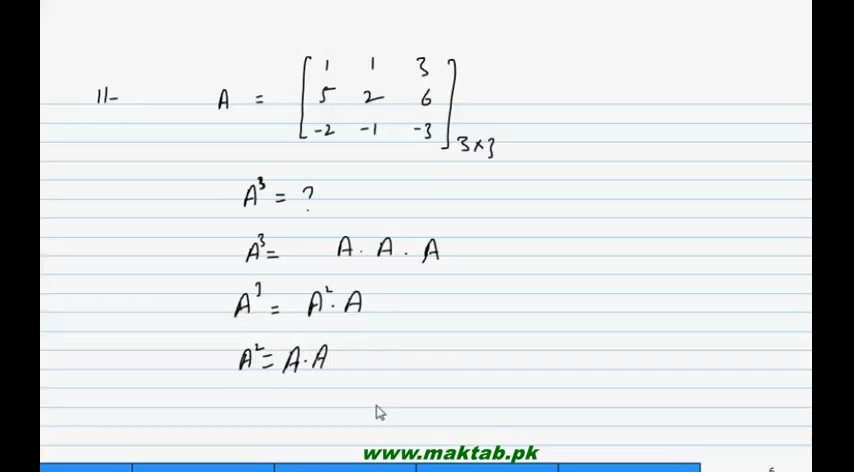 11- A = [ 1 1 3
5 2 6
-2 -1 -3 ] 3×3
A³ = ?
A³ = A . A . A
A³ = A² . A
A² = A . A
www.maktab.pk
6